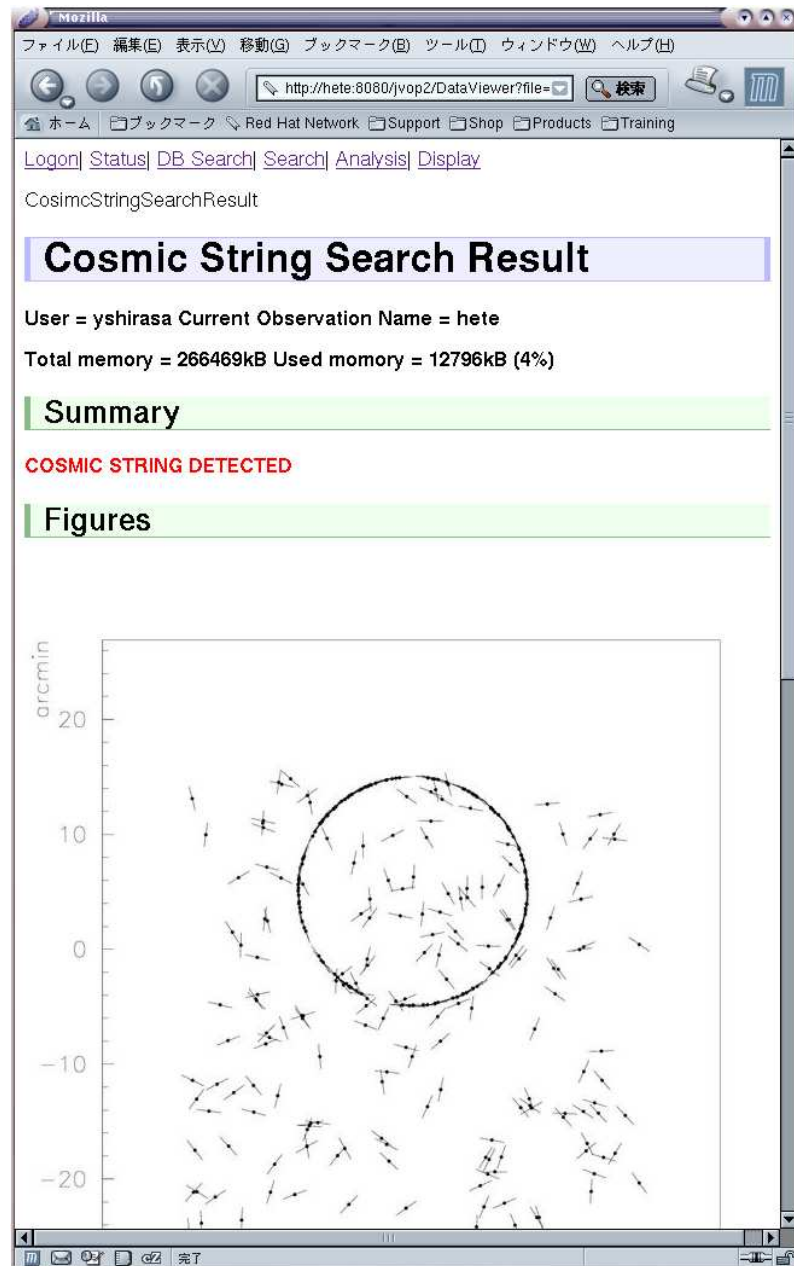 Mozilla
ファイル(F) 編集(E) 表示(V) 移動(G) ブックマーク(B) ツール(T) ウィンドウ(W) ヘルプ(H)
http://hete:8080/jvop2/DataViewer?file= 検索
ホーム ブックマーク Red Hat Network Support Shop Products Training
Logon| Status| DB Search| Search| Analysis| Display
CosimcStringSearchResult
Cosmic String Search Result
User = yshirasa Current Observation Name = hete
Total memory = 266469kB Used momory = 12796kB (4%)
Summary
COSMIC STRING DETECTED
Figures
arcmin
20
10
0
-10
-20
完了